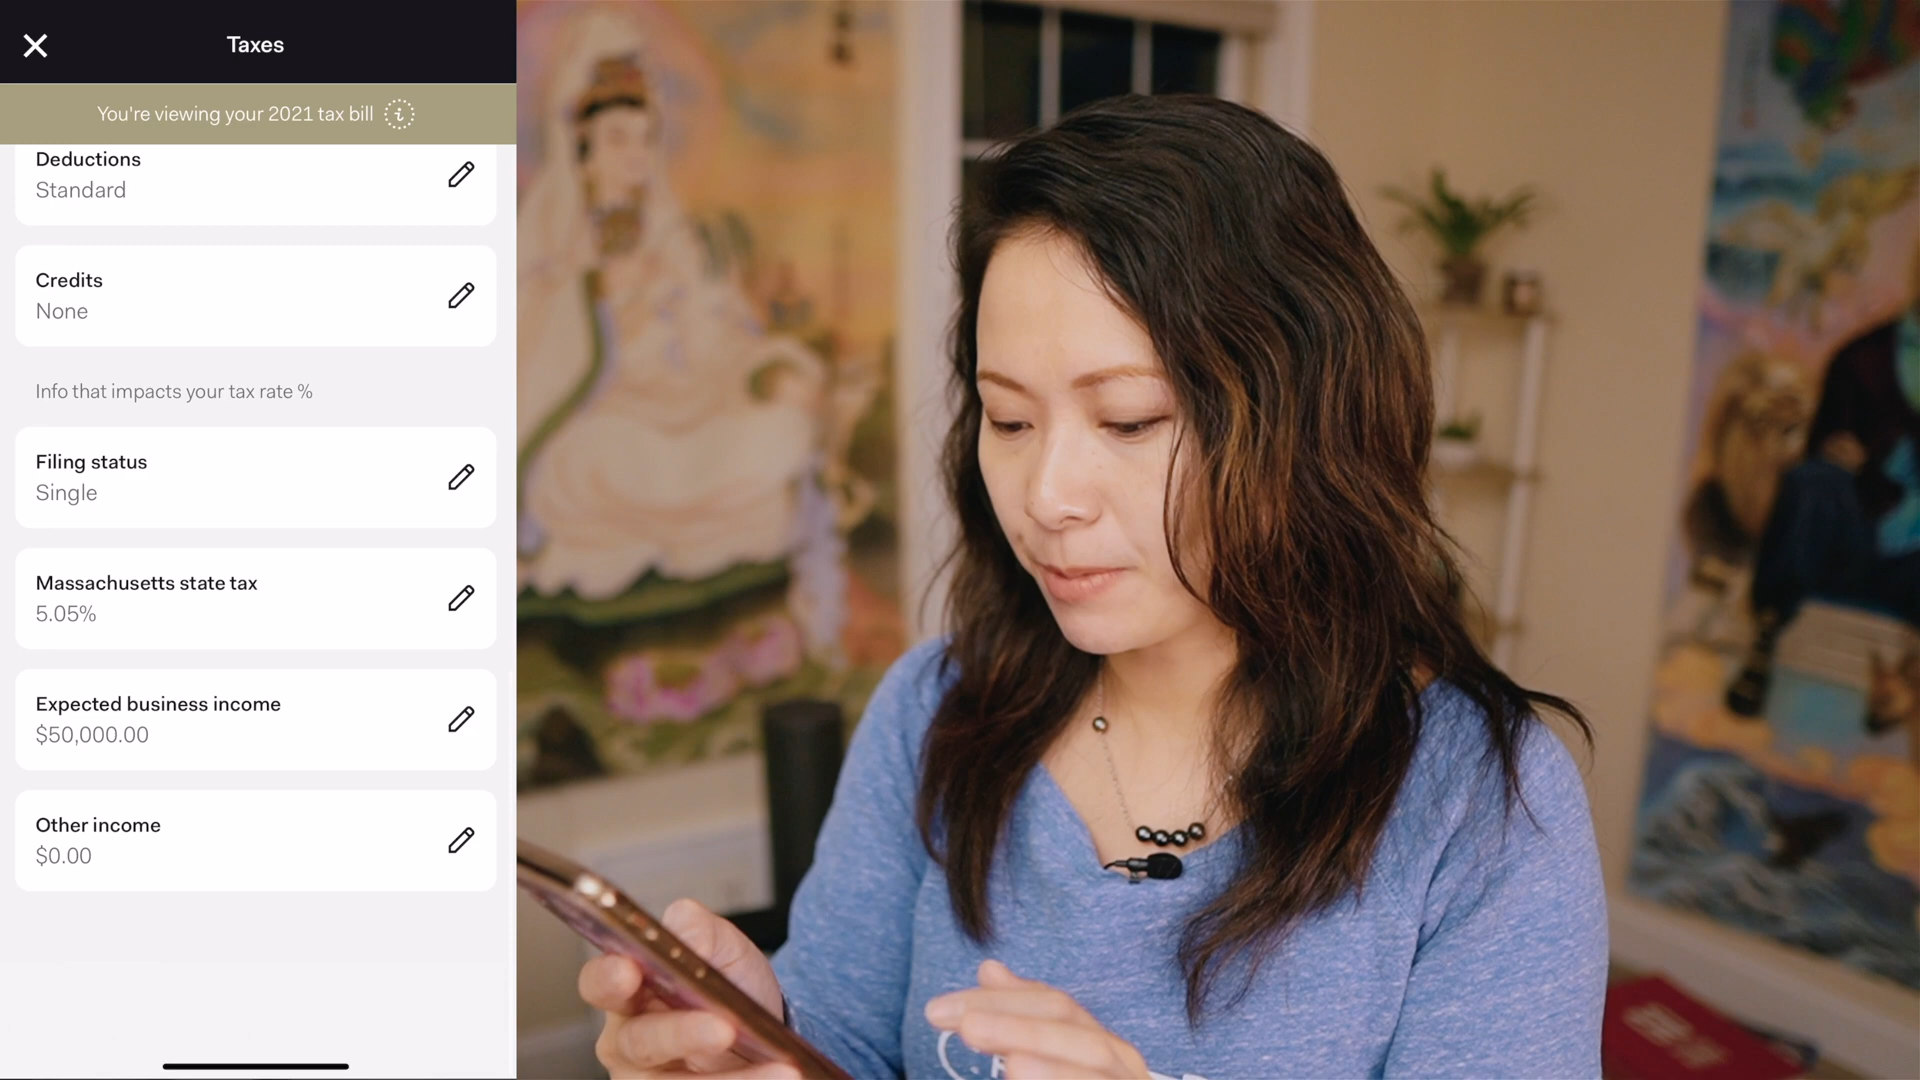 Taxes
You're viewing your 2021 tax bill
Deductions
Standard
Credits
None
Info that impacts your tax rate %
Filing status
Single
Massachusetts state tax
5.05%
Expected business income
$50,000.00
Other income
$0.00